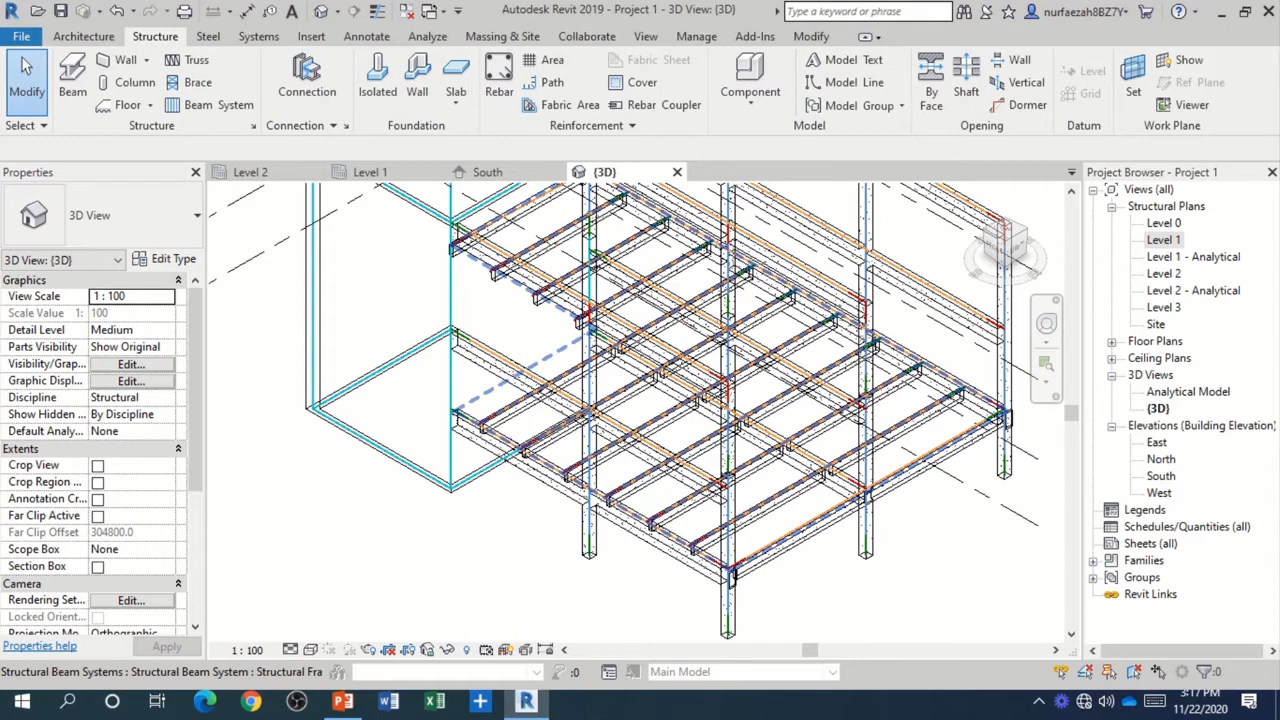 Autodesk Revit 2019 - Project 1 - 3D View: {3D}
Type a keyword or phrase
nurfaezah8BZ7Y
File Architecture Structure Steel Systems Insert Annotate Analyze Massing & Site Collaborate View Manage Add-Ins Modify
Wall Truss Area Fabric Sheet Model Text Wall Level Show
Column Brace Path Cover Model Line Vertical Grid Ref Plane
Floor Beam System Fabric Area Rebar Coupler Model Group Dormer Viewer
Modify Beam Connection Isolated Wall Slab Rebar Component By Face Shaft Set
Select Structure Connection Foundation Reinforcement Model Opening Datum Work Plane
Properties
3D View
3D View: {3D}
Edit Type
Graphics
View Scale 1 : 100
Scale Value 1: 100
Detail Level Medium
Parts Visibility Show Original
Visibility/Grap... Edit...
Graphic Displ... Edit...
Discipline Structural
Show Hidden ... By Discipline
Default Analy... None
Extents
Crop View
Crop Region ...
Annotation Cr...
Far Clip Active
Far Clip Offset 304800.0
Scope Box None
Section Box
Camera
Rendering Set... Edit...
Locked Orient...
Projection Mo... Orthographic
Properties help
Apply
Level 2 Level 1 South {3D}
1 : 100
Project Browser - Project 1
Views (all)
Structural Plans
Level 0
Level 1
Level 1 - Analytical
Level 2
Level 2 - Analytical
Level 3
Site
Floor Plans
Ceiling Plans
3D Views
Analytical Model
{3D}
Elevations (Building Elevation)
East
North
South
West
Legends
Schedules/Quantities (all)
Sheets (all)
Families
Groups
Revit Links
Structural Beam Systems : Structural Beam System : Structural Fra
:0
Main Model
:0
3:17 PM
11/22/2020